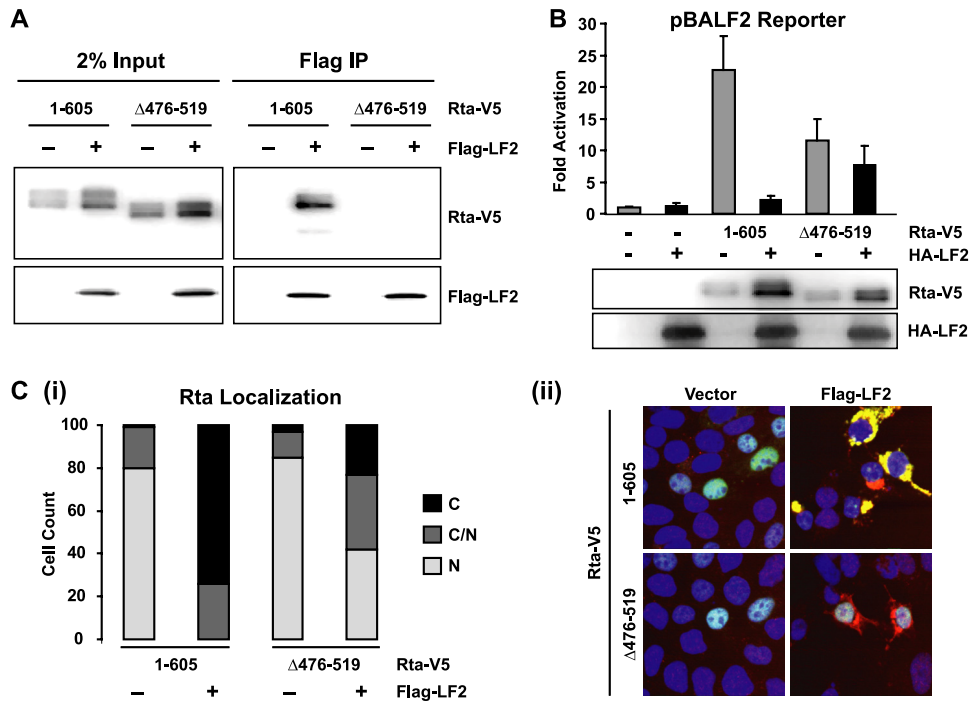 A
2% Input Flag IP
1-605 Δ476-519 1-605 Δ476-519 Rta-V5
– + – + – + – + Flag-LF2
Rta-V5
Flag-LF2
B
pBALF2 Reporter
Fold Activation
30
25
20
15
10
5
0
- - 1-605 Δ476-519 Rta-V5
- + - + - + HA-LF2
Rta-V5
HA-LF2
C (i)
Rta Localization
Cell Count
100
80
60
40
20
0
C
C/N
N
1-605 Δ476-519 Rta-V5
– + – + Flag-LF2
(ii)
Vector Flag-LF2
Rta-V5
1-605
Δ476-519